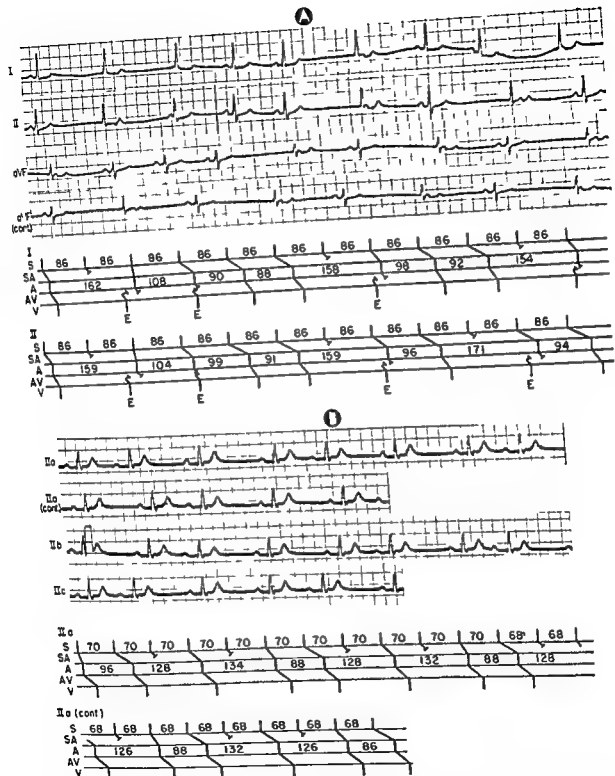 A
I
II
aVF
aVF
(cont)
I
S 86 86 86 86 86 86 86 86 86 86 86
SA
A 162 108 90 88 158 98 92 154
AV
V E E E
II
S 86 86 86 86 86 86 86 86 86 86 86
SA
A 159 104 99 91 159 96 171 94
AV
V E E E E
B
IIa
IIa
(cont)
IIb
IIc
IIa
S 70 70 70 70 70 70 70 70 70 70 70 70 68 68
SA
A 96 128 134 88 128 132 88 128
AV
V
IIa (cont)
S 68 68 68 68 68 68 68 68
SA
A 126 88 132 126 86
AV
V